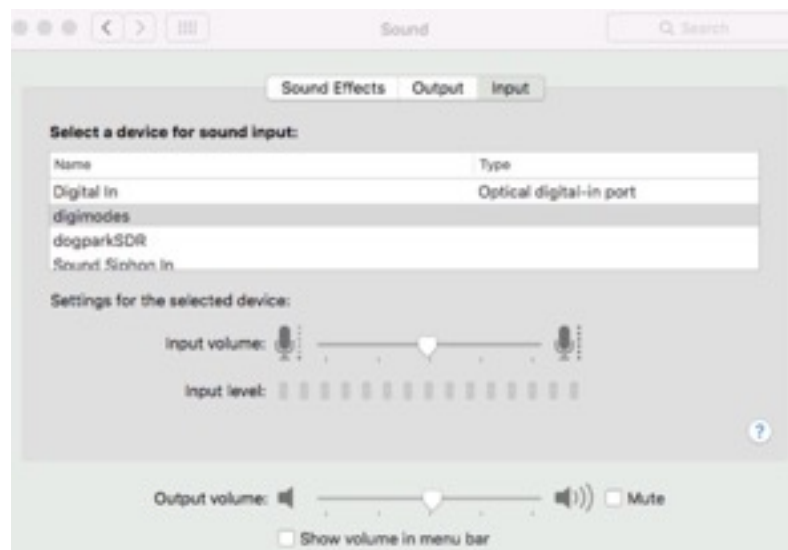 Sound
Search
Sound Effects Output Input
Select a device for sound input:
Name Type
Digital In Optical digital-in port
digimodes
dogparkSDR
Sound Siphon In
Settings for the selected device:
Input volume:
Input level:
?
Output volume: Mute
Show volume in menu bar